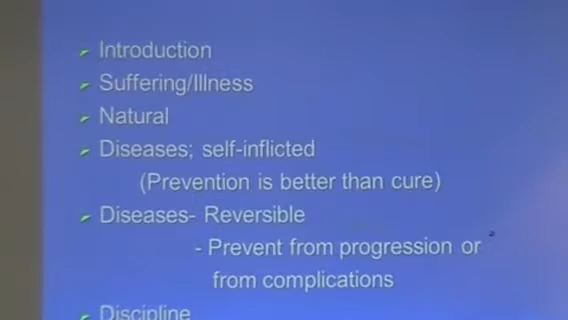 Introduction
Suffering/Illness
Natural
Diseases; self-inflicted
(Prevention is better than cure)
Diseases- Reversible
- Prevent from progression or
from complications
Discipline